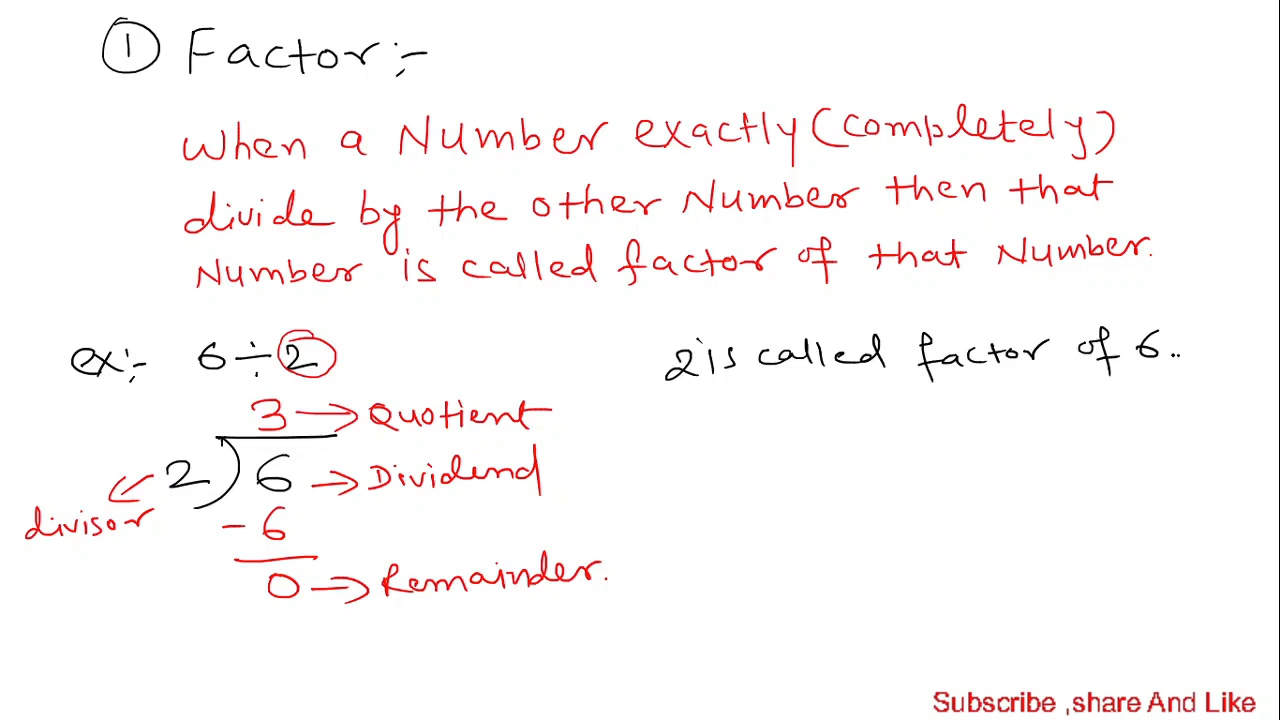 ① Factor :-
When a Number exactly (completely)
divide by the other Number then that
Number is called factor of that Number.
ex:- 6 ÷ 2
2 is called factor of 6..
3 → Quotient
2 ) 6 → Dividend
divisor
- 6
0 → Remainder.
Subscribe ,share And Like